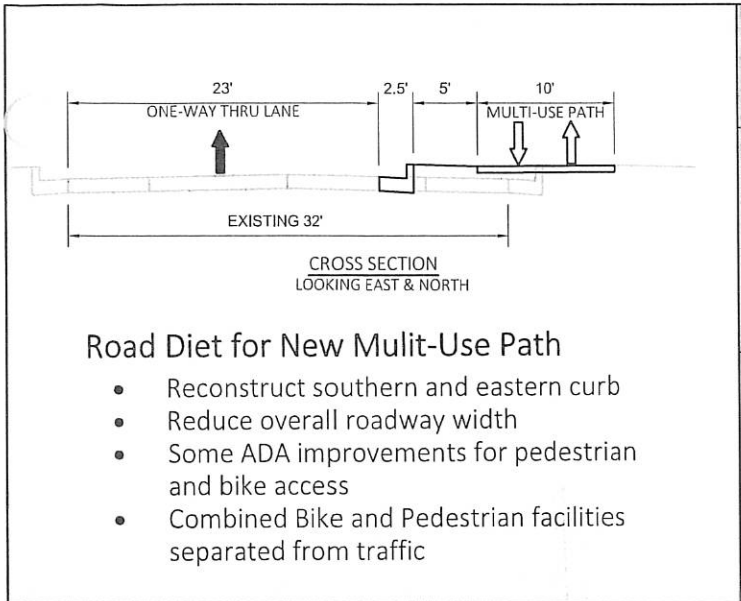 23' 2.5' 5' 10'
ONE-WAY THRU LANE MULTI-USE PATH
EXISTING 32'
CROSS SECTION
LOOKING EAST & NORTH
Road Diet for New Mulit-Use Path
• Reconstruct southern and eastern curb
• Reduce overall roadway width
• Some ADA improvements for pedestrian
and bike access
• Combined Bike and Pedestrian facilities
separated from traffic